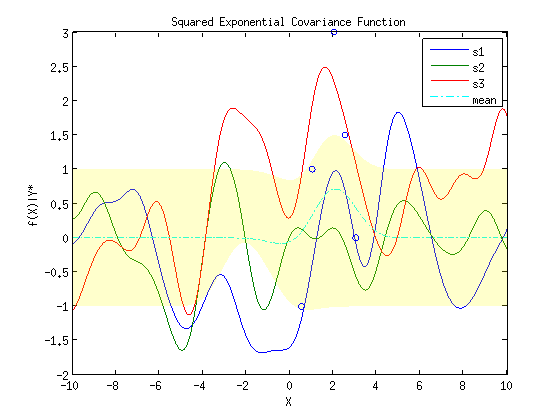 Squared Exponential Covariance Function
3
2.5
2
1.5
1
0.5
0
-0.5
-1
-1.5
-2
f(X)|Y*
s1
s2
s3
mean
-10 -8 -6 -4 -2 0 2 4 6 8 10
X